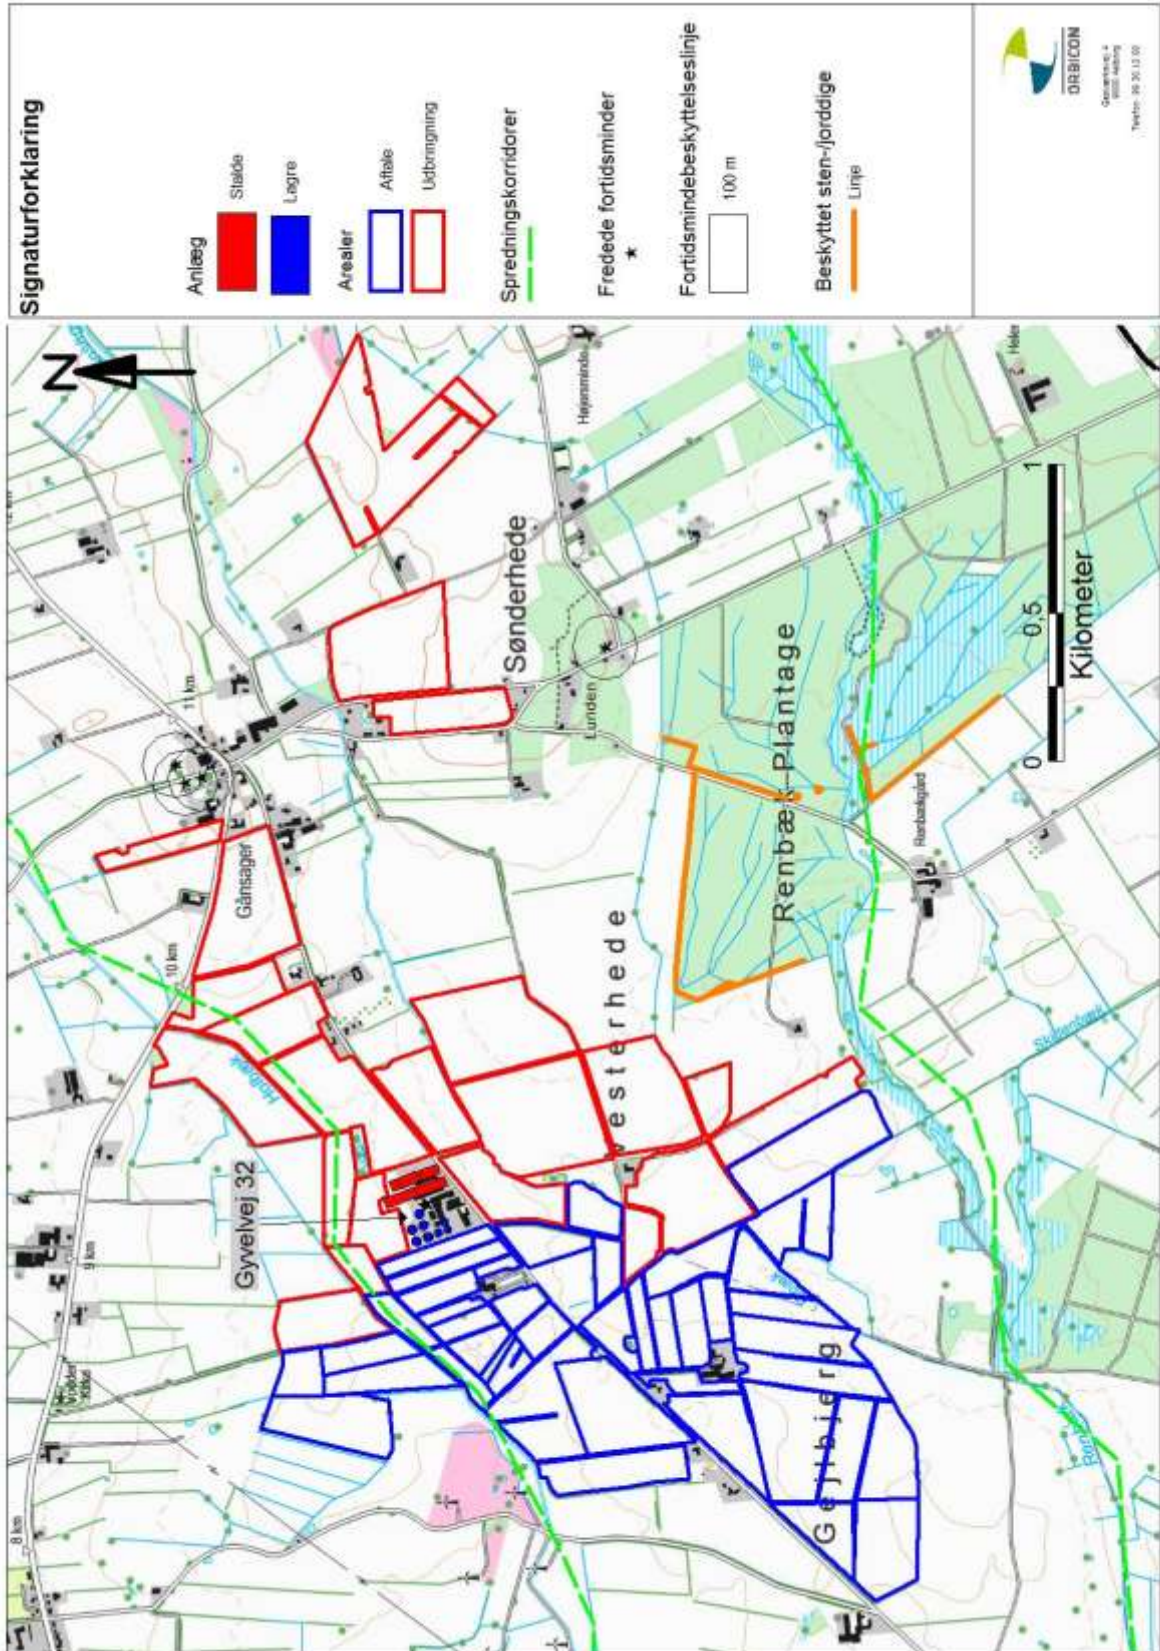 Signaturforklaring
Anlæg
Stalde
Lagre
Arealer
Aftale
Udbringning
Spredningskorridorer
Fredede fortidsminder
Fortidsmindebeskyttelseslinje
100 m
Beskyttet sten-/jorddige
Linje
ORBICON
N
8 km
9 km
10 km
11 km
Gyvelvej 32
Gånsager
Sønderhede
Lunden
Højersminde
Vesterhede
Renbæk Plantage
Renbækgård
Gejlbjerg
0
0,5
1
Kilometer